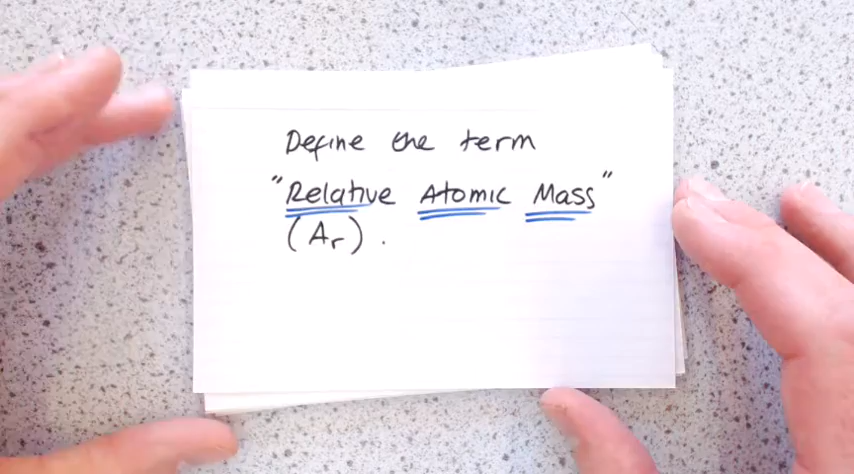 Define the term
"Relative Atomic Mass"
(Ar).